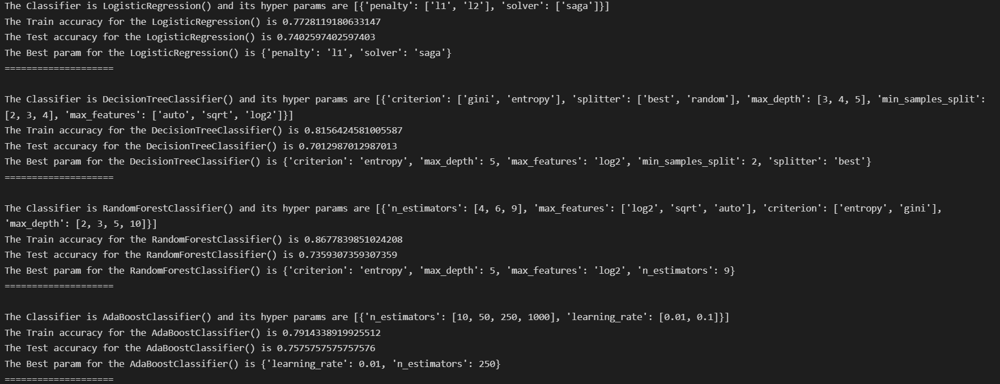 The Classifier is LogisticRegression() and its hyper params are [{'penalty': ['l1', 'l2'], 'solver': ['saga']}]
The Train accuracy for the LogisticRegression() is 0.7728119180633147
The Test accuracy for the LogisticRegression() is 0.7402597402597403
The Best param for the LogisticRegression() is {'penalty': 'l1', 'solver': 'saga'}
====================
The Classifier is DecisionTreeClassifier() and its hyper params are [{'criterion': ['gini', 'entropy'], 'splitter': ['best', 'random'], 'max_depth': [3, 4, 5], 'min_samples_split':
[2, 3, 4], 'max_features': ['auto', 'sqrt', 'log2']}]
The Train accuracy for the DecisionTreeClassifier() is 0.8156424581005587
The Test accuracy for the DecisionTreeClassifier() is 0.7012987012987013
The Best param for the DecisionTreeClassifier() is {'criterion': 'entropy', 'max_depth': 5, 'max_features': 'log2', 'min_samples_split': 2, 'splitter': 'best'}
====================
The Classifier is RandomForestClassifier() and its hyper params are [{'n_estimators': [4, 6, 9], 'max_features': ['log2', 'sqrt', 'auto'], 'criterion': ['entropy', 'gini'],
'max_depth': [2, 3, 5, 10]}]
The Train accuracy for the RandomForestClassifier() is 0.8677839851024208
The Test accuracy for the RandomForestClassifier() is 0.7359307359307359
The Best param for the RandomForestClassifier() is {'criterion': 'entropy', 'max_depth': 5, 'max_features': 'log2', 'n_estimators': 9}
====================
The Classifier is AdaBoostClassifier() and its hyper params are [{'n_estimators': [10, 50, 250, 1000], 'learning_rate': [0.01, 0.1]}]
The Train accuracy for the AdaBoostClassifier() is 0.7914338919925512
The Test accuracy for the AdaBoostClassifier() is 0.7575757575757576
The Best param for the AdaBoostClassifier() is {'learning_rate': 0.01, 'n_estimators': 250}
====================